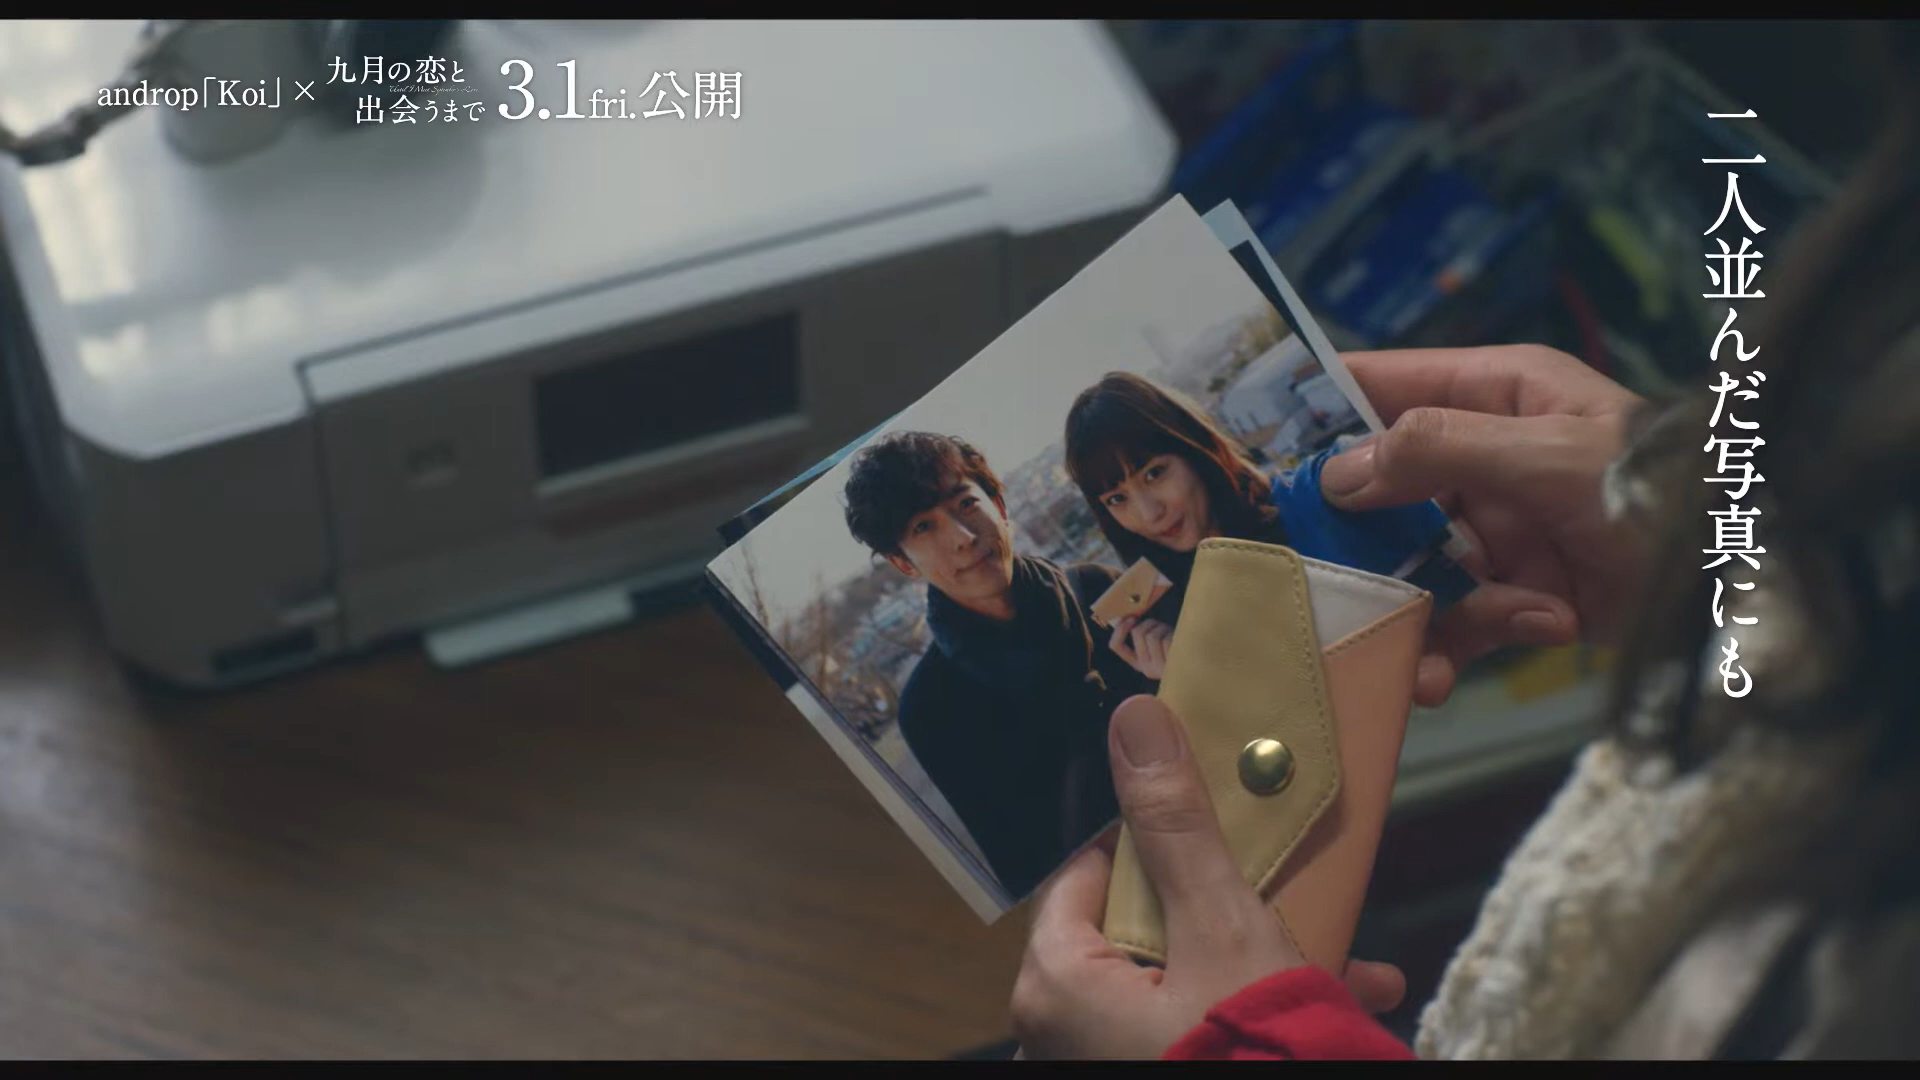 androp「Koi」×
九月の恋と
出会うまで
3.1fri.公開
二人並んだ写真にも